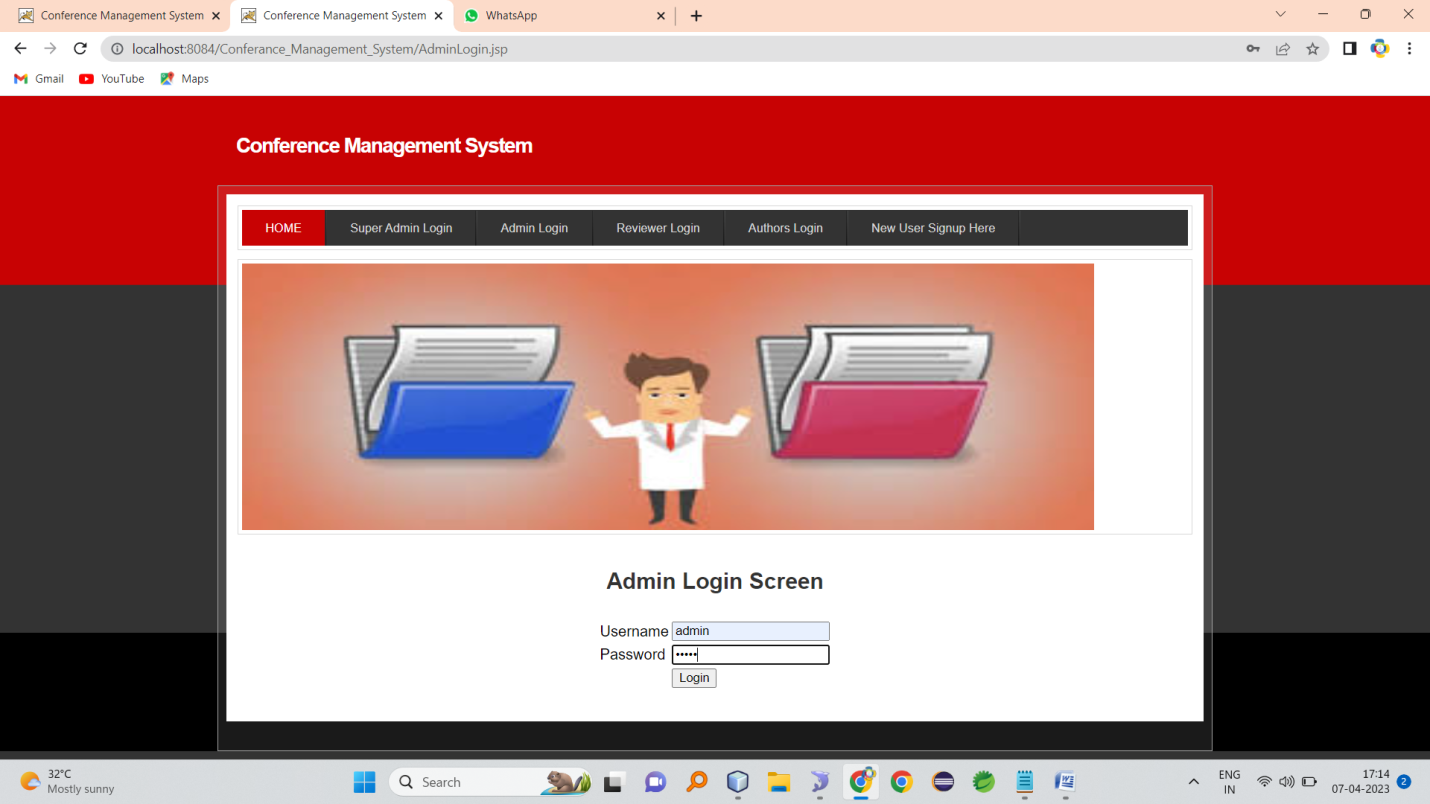 Conference Management System
Conference Management System
WhatsApp
localhost:8084/Conferance_Management_System/AdminLogin.jsp
Gmail
YouTube
Maps
Conference Management System
HOME
Super Admin Login
Admin Login
Reviewer Login
Authors Login
New User Signup Here
Admin Login Screen
Username admin
Password •••••
Login
32°C
Mostly sunny
Search
ENG
IN
17:14
07-04-2023
2